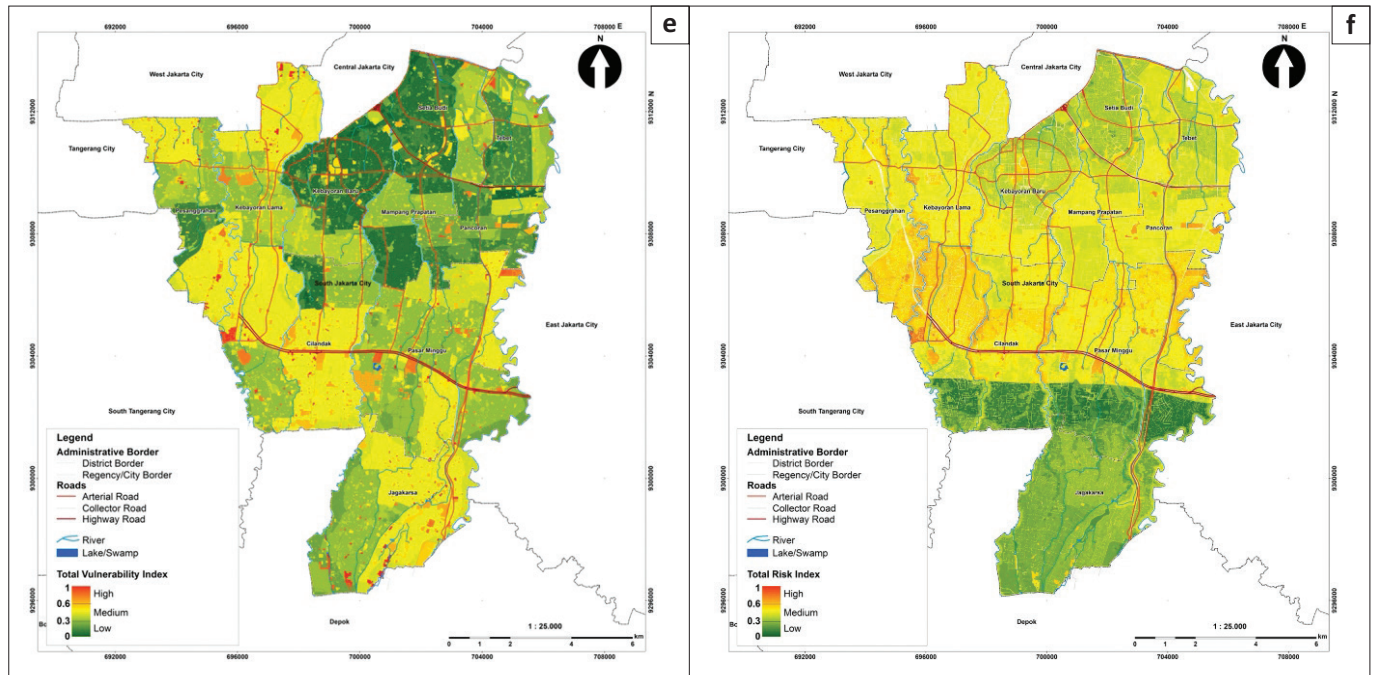 692000 696000 700000 704000 708000 E
e
N
West Jakarta City
Central Jakarta City
9312000
9312000 N
Setia Budi
Tebet
Tangerang City
Kebayoran Baru
Pesanggrahan
Kebayoran Lama
Mampang Prapatan
Pancoran
9308000
9308000
South Jakarta City
East Jakarta City
9304000
9304000
Cilandak
Pasar Minggu
South Tangerang City
Legend
Administrative Border
District Border
Regency/City Border
Roads
Arterial Road
Collector Road
Highway Road
River
Lake/Swamp
9300000
9300000
Jagakarsa
Total Vulnerability Index
1 High
0.6 Medium
0.3
0 Low
9296000
9296000
Depok
1 : 25.000
0 1 2 4 6 km
692000 696000 700000 704000 708000
692000 696000 700000 704000 708000 E
f
N
West Jakarta City
Central Jakarta City
9312000
9312000 N
Setia Budi
Tebet
Tangerang City
Kebayoran Baru
Pesanggrahan
Kebayoran Lama
Mampang Prapatan
Pancoran
9308000
9308000
South Jakarta City
East Jakarta City
9304000
9304000
Cilandak
Pasar Minggu
South Tangerang City
Legend
Administrative Border
District Border
Regency/City Border
Roads
Arterial Road
Collector Road
Highway Road
River
Lake/Swamp
9300000
9300000
Jagakarsa
Total Risk Index
1 High
0.6 Medium
0.3
0 Low
9296000
9296000
Depok
1 : 25.000
0 1 2 4 6 km
692000 696000 700000 704000 708000